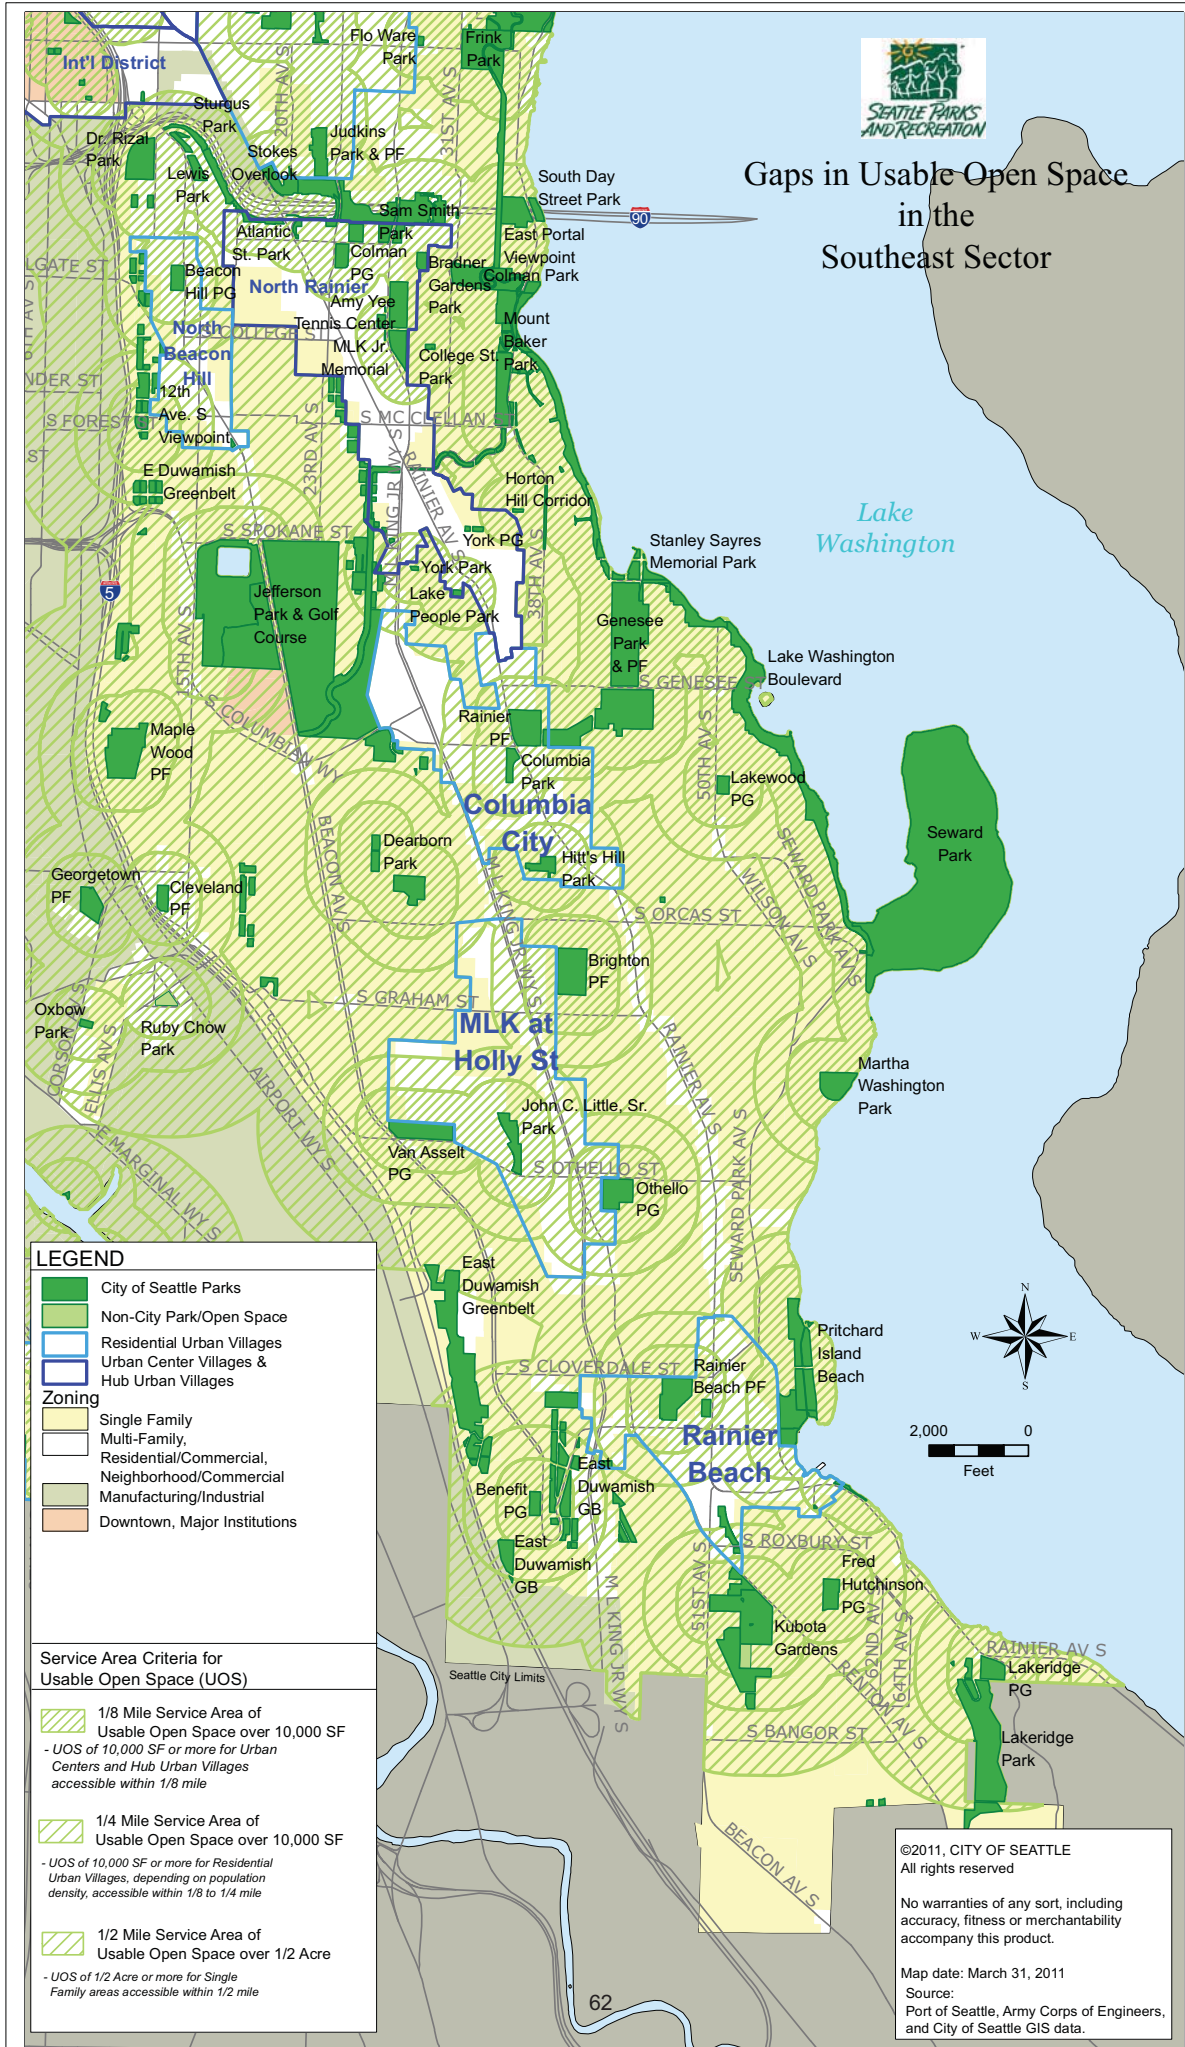 Gaps in Usable Open Space
in the
Southeast Sector
SEATTLE PARKS
AND RECREATION
Int'l District
Flo Ware
Park
Frink
Park
Sturgus
Park
20TH AV S
31ST AV S
Dr. Rizal
Park
Judkins
Park & PF
Stokes
Overlook
Lewis
Park
South Day
Street Park
90
Sam Smith
Park
Atlantic
St. Park
Colman
PG
East Portal
Viewpoint
Bradner
Gardens
Park
Colman Park
LGATE ST
Beacon
Hill PG
North Rainier
Amy Yee
Tennis Center
MLK Jr.
Memorial
Mount
Baker
Park
North
Beacon
Hill
S COLLEGE S
College St.
Park
NDER ST
12th
Ave. S
Viewpoint
S FOREST ST
S MC CLELLAN ST
ST
23RD AV S
M L KING JR WY S
RAINIER AV S
E Duwamish
Greenbelt
Horton
Hill Corridor
S SPOKANE ST
York PG
38TH AV S
Lake
Washington
Stanley Sayres
Memorial Park
York Park
5
Jefferson
Park & Golf
Course
Lake
People Park
Genesee
Park
& PF
15TH AV S
Lake Washington
Boulevard
S GENESEE ST
S COLUMBIAN WY
Rainier
PF
Maple
Wood
PF
50TH AV S
Columbia
Park
Lakewood
PG
Columbia
City
BEACON AV S
Dearborn
Park
Seward
Park
SEWARD PARK AV S
Hitt's Hill
Park
WILSON AV S
M L KING JR WY S
Georgetown
PF
Cleveland
PF
S ORCAS ST
Brighton
PF
S GRAHAM ST
Oxbow
Park
Ruby Chow
Park
CORSON AV S
ELLIS AV S
MLK at
Holly St
RAINIER AV S
AIRPORT WY S
Martha
Washington
Park
John C. Little, Sr.
Park
E MARGINAL WY S
Van Asselt
PG
S OTHELLO ST
Othello
PG
SEWARD PARK AV S
East
Duwamish
Greenbelt
Pritchard
Island
Beach
S CLOVERDALE ST
Rainier
Beach PF
Rainier
Beach
N
W
E
S
2,000
0
Feet
Benefit
PG
East
Duwamish
GB
East
Duwamish
GB
S ROXBURY ST
51ST AV S
Fred
Hutchinson
PG
M L KING JR WY S
Kubota
Gardens
62ND AV S
64TH AV S
RENTON AV S
RAINIER AV S
Lakeridge
PG
Seattle City Limits
S BANGOR ST
Lakeridge
Park
BEACON AV S
LEGEND
City of Seattle Parks
Non-City Park/Open Space
Residential Urban Villages
Urban Center Villages &
Hub Urban Villages
Zoning
Single Family
Multi-Family,
Residential/Commercial,
Neighborhood/Commercial
Manufacturing/Industrial
Downtown, Major Institutions
Service Area Criteria for
Usable Open Space (UOS)
1/8 Mile Service Area of
Usable Open Space over 10,000 SF
- UOS of 10,000 SF or more for Urban
Centers and Hub Urban Villages
accessible within 1/8 mile
1/4 Mile Service Area of
Usable Open Space over 10,000 SF
- UOS of 10,000 SF or more for Residential
Urban Villages, depending on population
density, accessible within 1/8 to 1/4 mile
1/2 Mile Service Area of
Usable Open Space over 1/2 Acre
- UOS of 1/2 Acre or more for Single
Family areas accessible within 1/2 mile
62
©2011, CITY OF SEATTLE
All rights reserved
No warranties of any sort, including
accuracy, fitness or merchantability
accompany this product.
Map date: March 31, 2011
Source:
Port of Seattle, Army Corps of Engineers,
and City of Seattle GIS data.